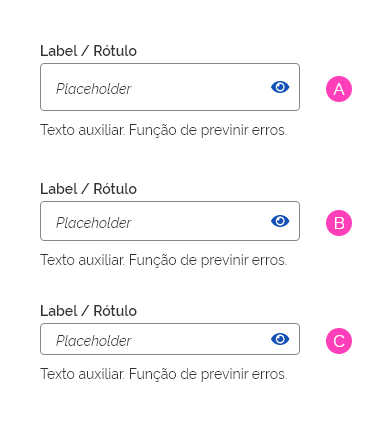 Label / Rótulo
Placeholder
A
Texto auxiliar. Função de previnir erros.
Label / Rótulo
Placeholder
B
Texto auxiliar. Função de previnir erros.
Label / Rótulo
Placeholder
C
Texto auxiliar. Função de previnir erros.